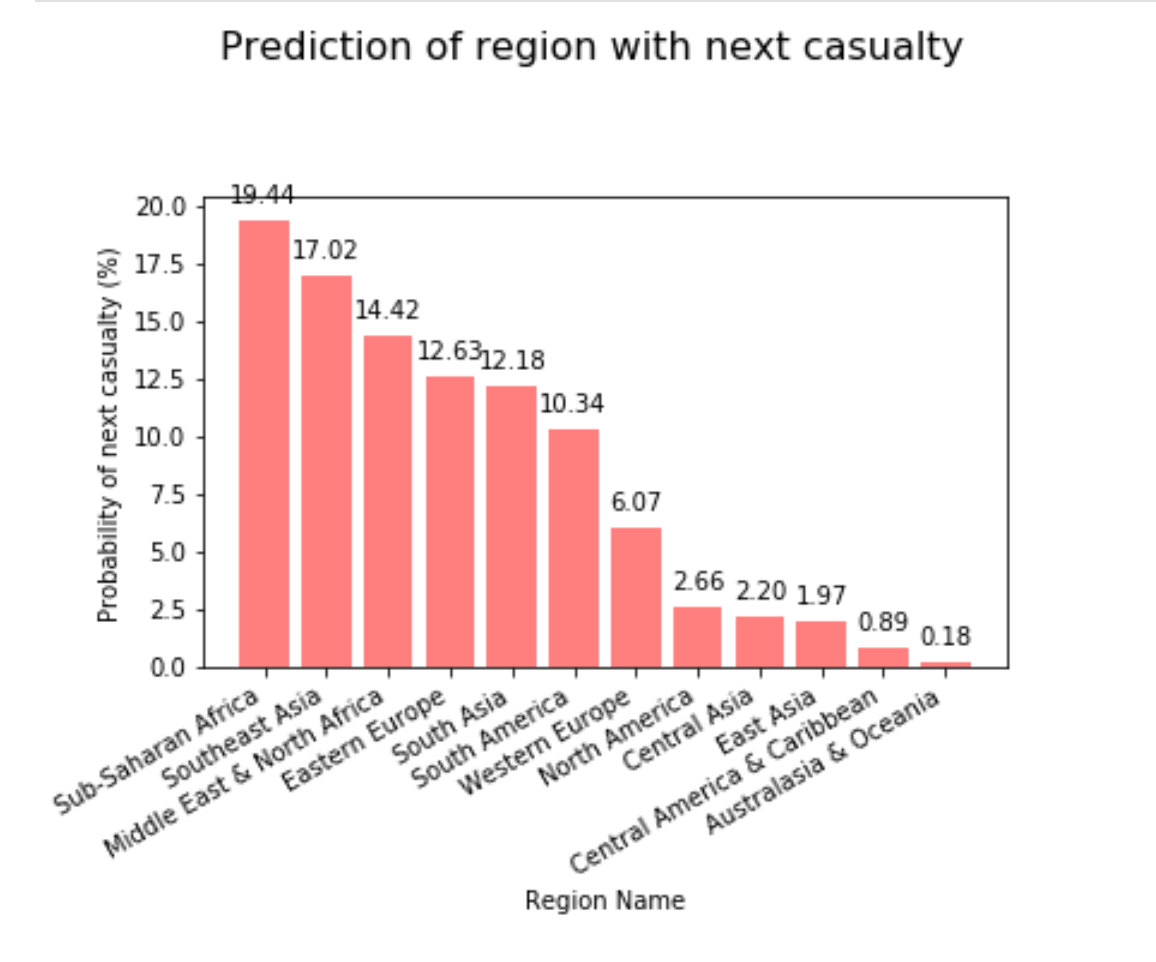 Prediction of region with next casualty
Probability of next casualty (%)
20.0
17.5
15.0
12.5
10.0
7.5
5.0
2.5
0.0
19.44
17.02
14.42
12.63
12.18
10.34
6.07
2.66
2.20
1.97
0.89
0.18
Sub-Saharan Africa
Southeast Asia
Middle East & North Africa
Eastern Europe
South Asia
South America
Western Europe
North America
Central Asia
East Asia
Central America & Caribbean
Australasia & Oceania
Region Name